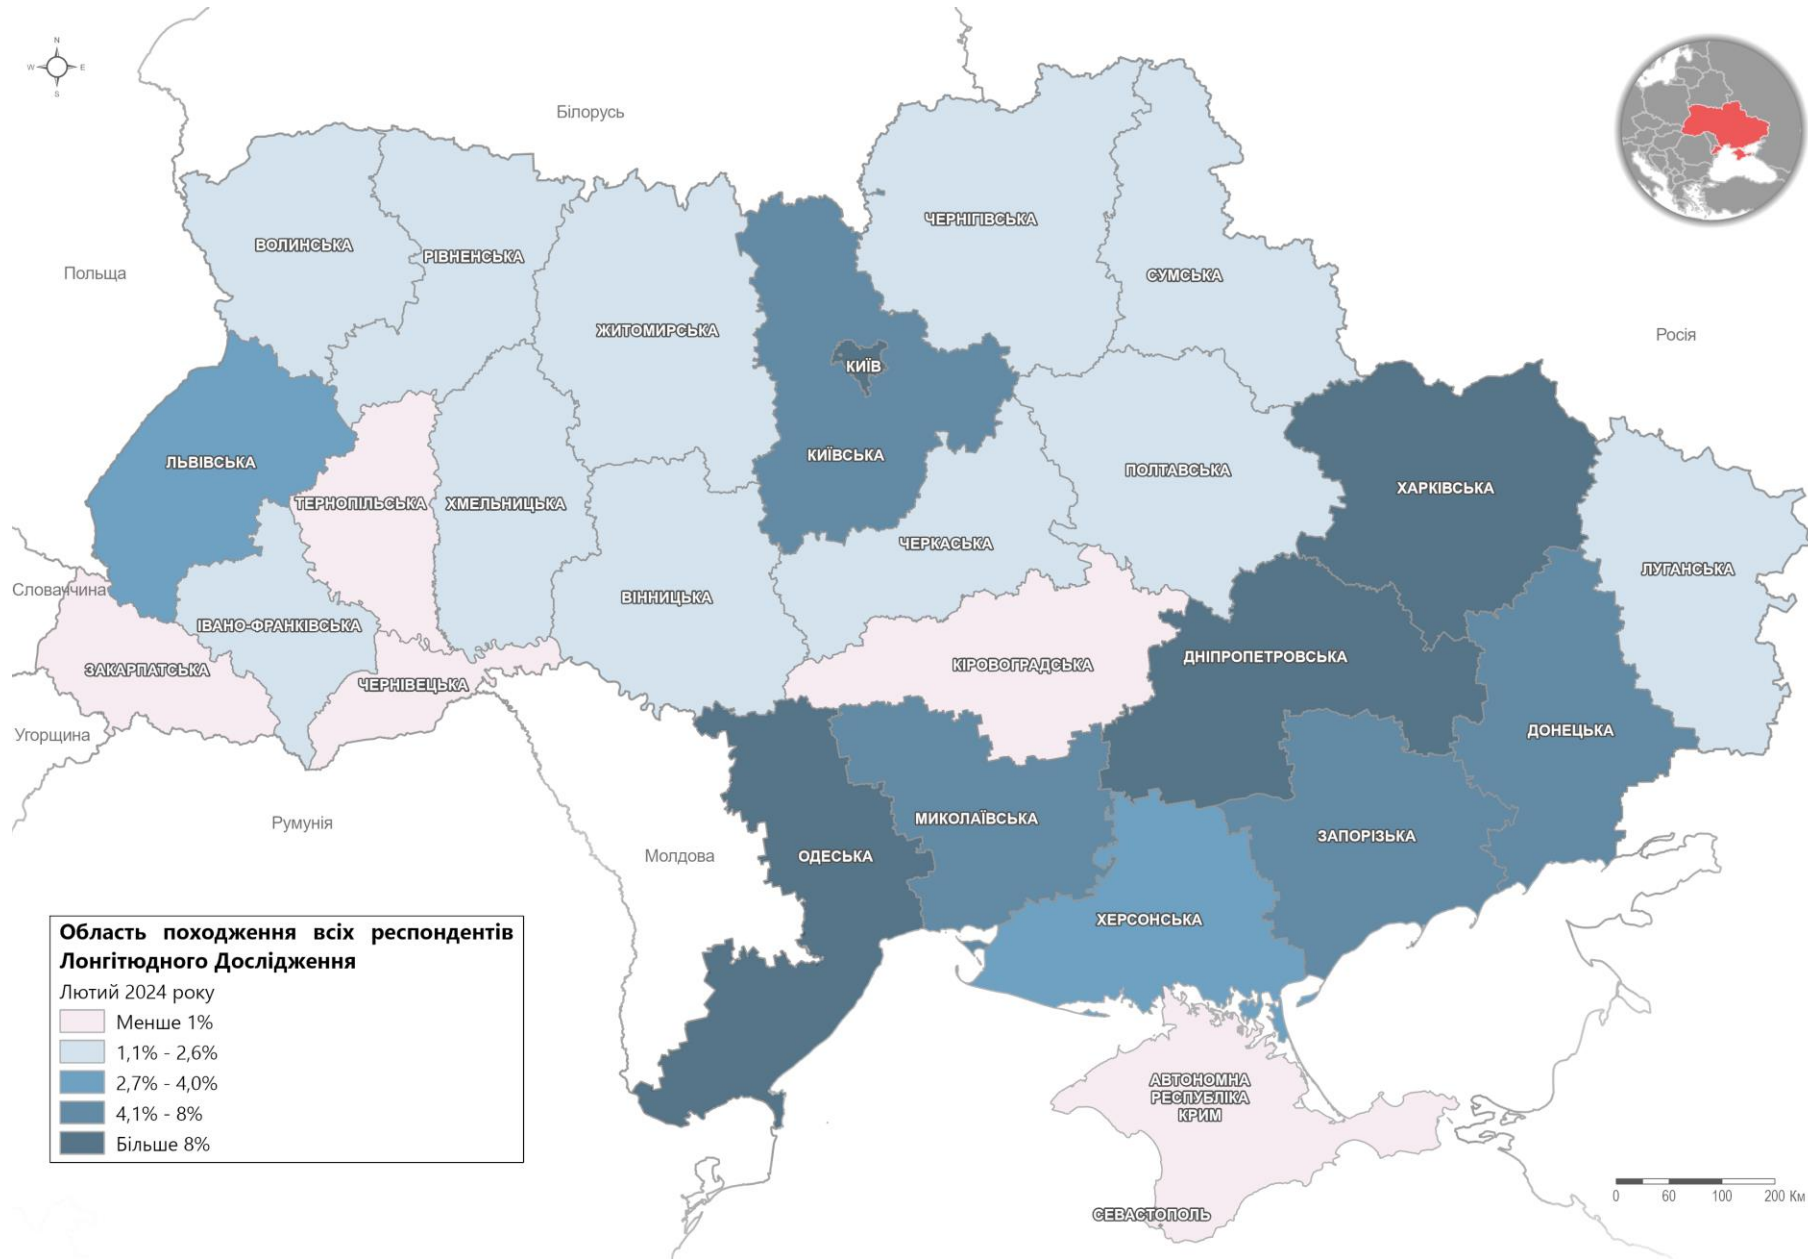 N
W
E
S
Білорусь
Польща
Росія
Словаччина
Угорщина
Румунія
Молдова
ВОЛИНСЬКА
РІВНЕНСЬКА
ЖИТОМИРСЬКА
ЧЕРНІГІВСЬКА
СУМСЬКА
КИЇВ
КИЇВСЬКА
ЛЬВІВСЬКА
ТЕРНОПІЛЬСЬКА
ХМЕЛЬНИЦЬКА
ПОЛТАВСЬКА
ХАРКІВСЬКА
ЧЕРКАСЬКА
ЛУГАНСЬКА
ВІННИЦЬКА
ІВАНО-ФРАНКІВСЬКА
ЗАКАРПАТСЬКА
ЧЕРНІВЕЦЬКА
КІРОВОГРАДСЬКА
ДНІПРОПЕТРОВСЬКА
ДОНЕЦЬКА
МИКОЛАЇВСЬКА
ОДЕСЬКА
ЗАПОРІЗЬКА
ХЕРСОНСЬКА
АВТОНОМНА
РЕСПУБЛІКА
КРИМ
СЕВАСТОПОЛЬ
Область походження всіх респондентів
Лонгітюдного Дослідження
Лютий 2024 року
Менше 1%
1,1% - 2,6%
2,7% - 4,0%
4,1% - 8%
Більше 8%
0 60 100 200 Км